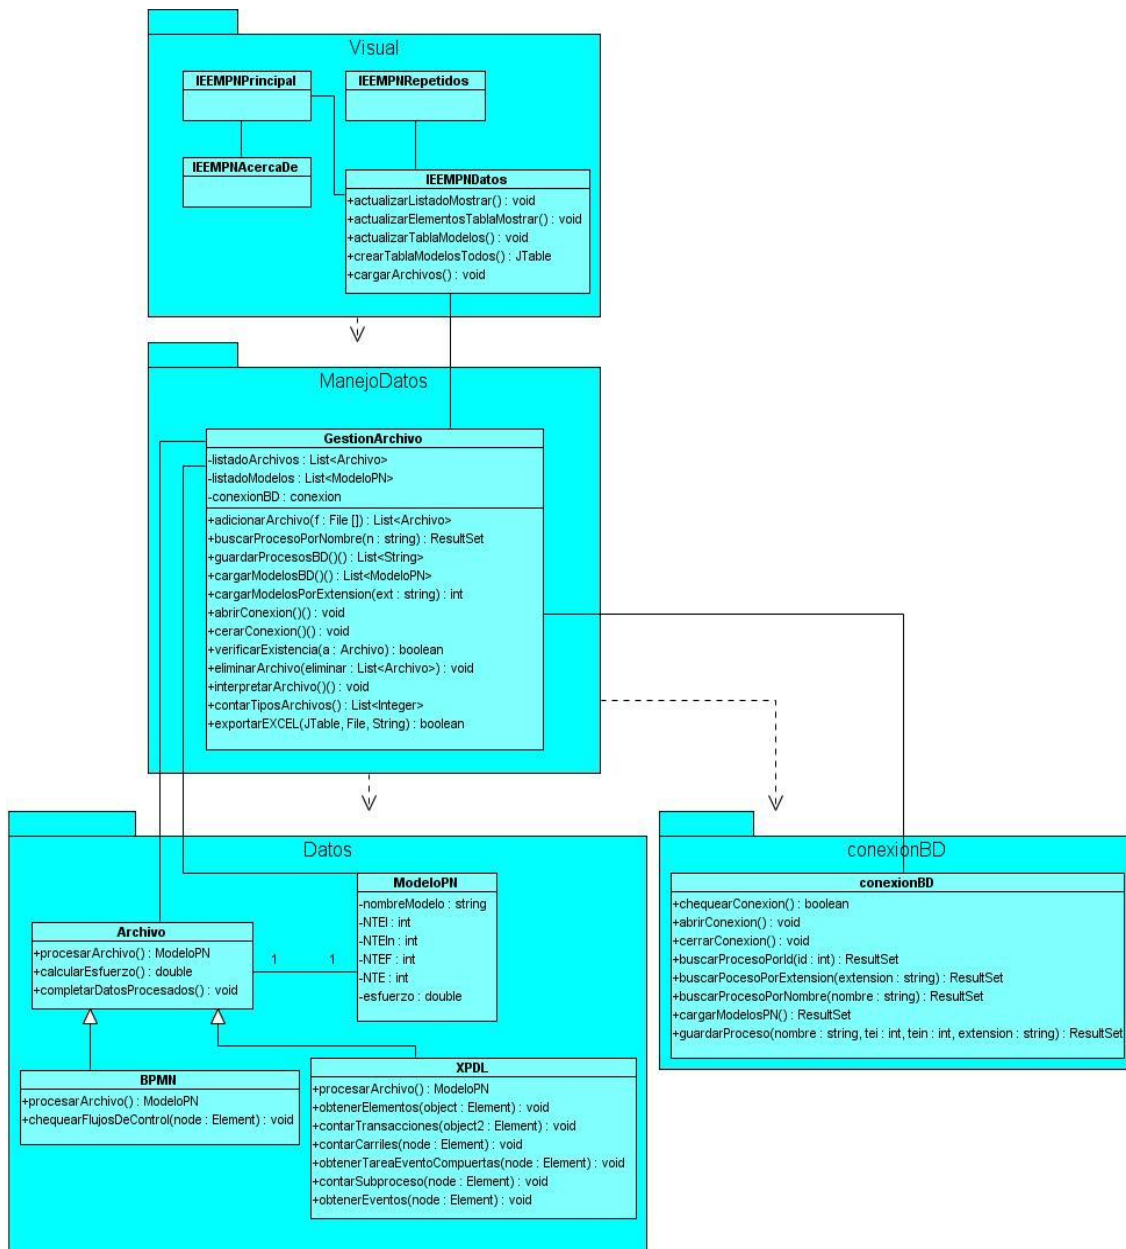 Visual
IEEMPNPrincipal
IEEMPNRepetidos
IEEMPNAcercaDe
IEEMPNDatos
+actualizarListadoMostrar() : void
+actualizarElementosTablaMostrar() : void
+actualizarTablaModelos() : void
+crearTablaModelosTodos() : JTable
+cargarArchivos() : void
ManejoDatos
GestionArchivo
-listadoArchivos : List<Archivo>
-listadoModelos : List<ModeloPN>
-conexionBD : conexion
+adicionarArchivo(f : File []) : List<Archivo>
+buscarProcesoPorNombre(n : string) : ResultSet
+guardarProcesosBD()() : List<String>
+cargarModelosBD()() : List<ModeloPN>
+cargarModelosPorExtension(ext : string) : int
+abrirConexion()() : void
+cerarConexion()() : void
+verificarExistencia(a : Archivo) : boolean
+eliminarArchivo(eliminar : List<Archivo>) : void
+interpretarArchivo()() : void
+contarTiposArchivos() : List<Integer>
+exportarEXCEL(JTable, File, String) : boolean
Datos
ModeloPN
-nombreModelo : string
-NTEI : int
-NTEIn : int
-NTEF : int
-NTE : int
-esfuerzo : double
Archivo
+procesarArchivo() : ModeloPN
+calcularEsfuerzo() : double
+completarDatosProcesados() : void
1 1
BPMN
+procesarArchivo() : ModeloPN
+chequearFlujosDeControl(node : Element) : void
XPDL
+procesarArchivo() : ModeloPN
+obtenerElementos(object : Element) : void
+contarTransacciones(object2 : Element) : void
+contarCarriles(node : Element) : void
+obtenerTareaEventoCompuertas(node : Element) : void
+contarSubproceso(node : Element) : void
+obtenerEventos(node : Element) : void
conexionBD
conexionBD
+chequearConexion() : boolean
+abrirConexion() : void
+cerrarConexion() : void
+buscarProcesoPorId(id : int) : ResultSet
+buscarPocesoPorExtension(extension : string) : ResultSet
+buscarProcesoPorNombre(nombre : string) : ResultSet
+cargarModelosPN() : ResultSet
+guardarProceso(nombre : string, tei : int, tein : int, extension : string) : ResultSet